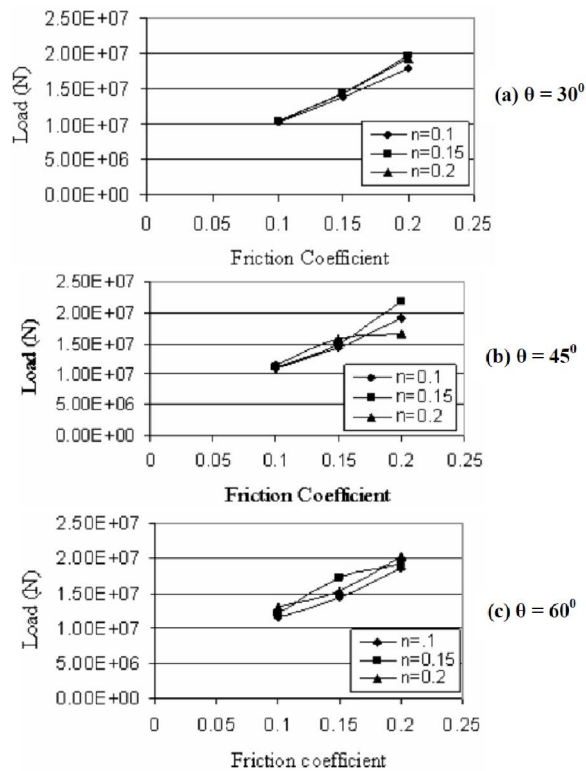 2.50E+07
2.00E+07
1.50E+07
1.00E+07
5.00E+06
0.00E+00
Load (N)
0 0.05 0.1 0.15 0.2 0.25
Friction Coefficient
n=0.1
n=0.15
n=0.2
(a) θ = 30⁰
2.50E+07
2.00E+07
1.50E+07
1.00E+07
5.00E+06
0.00E+00
Load (N)
0 0.05 0.1 0.15 0.2 0.25
Friction Coefficient
n=0.1
n=0.15
n=0.2
(b) θ = 45⁰
2.50E+07
2.00E+07
1.50E+07
1.00E+07
5.00E+06
0.00E+00
Load (N)
0 0.05 0.1 0.15 0.2 0.25
Friction coefficient
n=.1
n=0.15
n=0.2
(c) θ = 60⁰